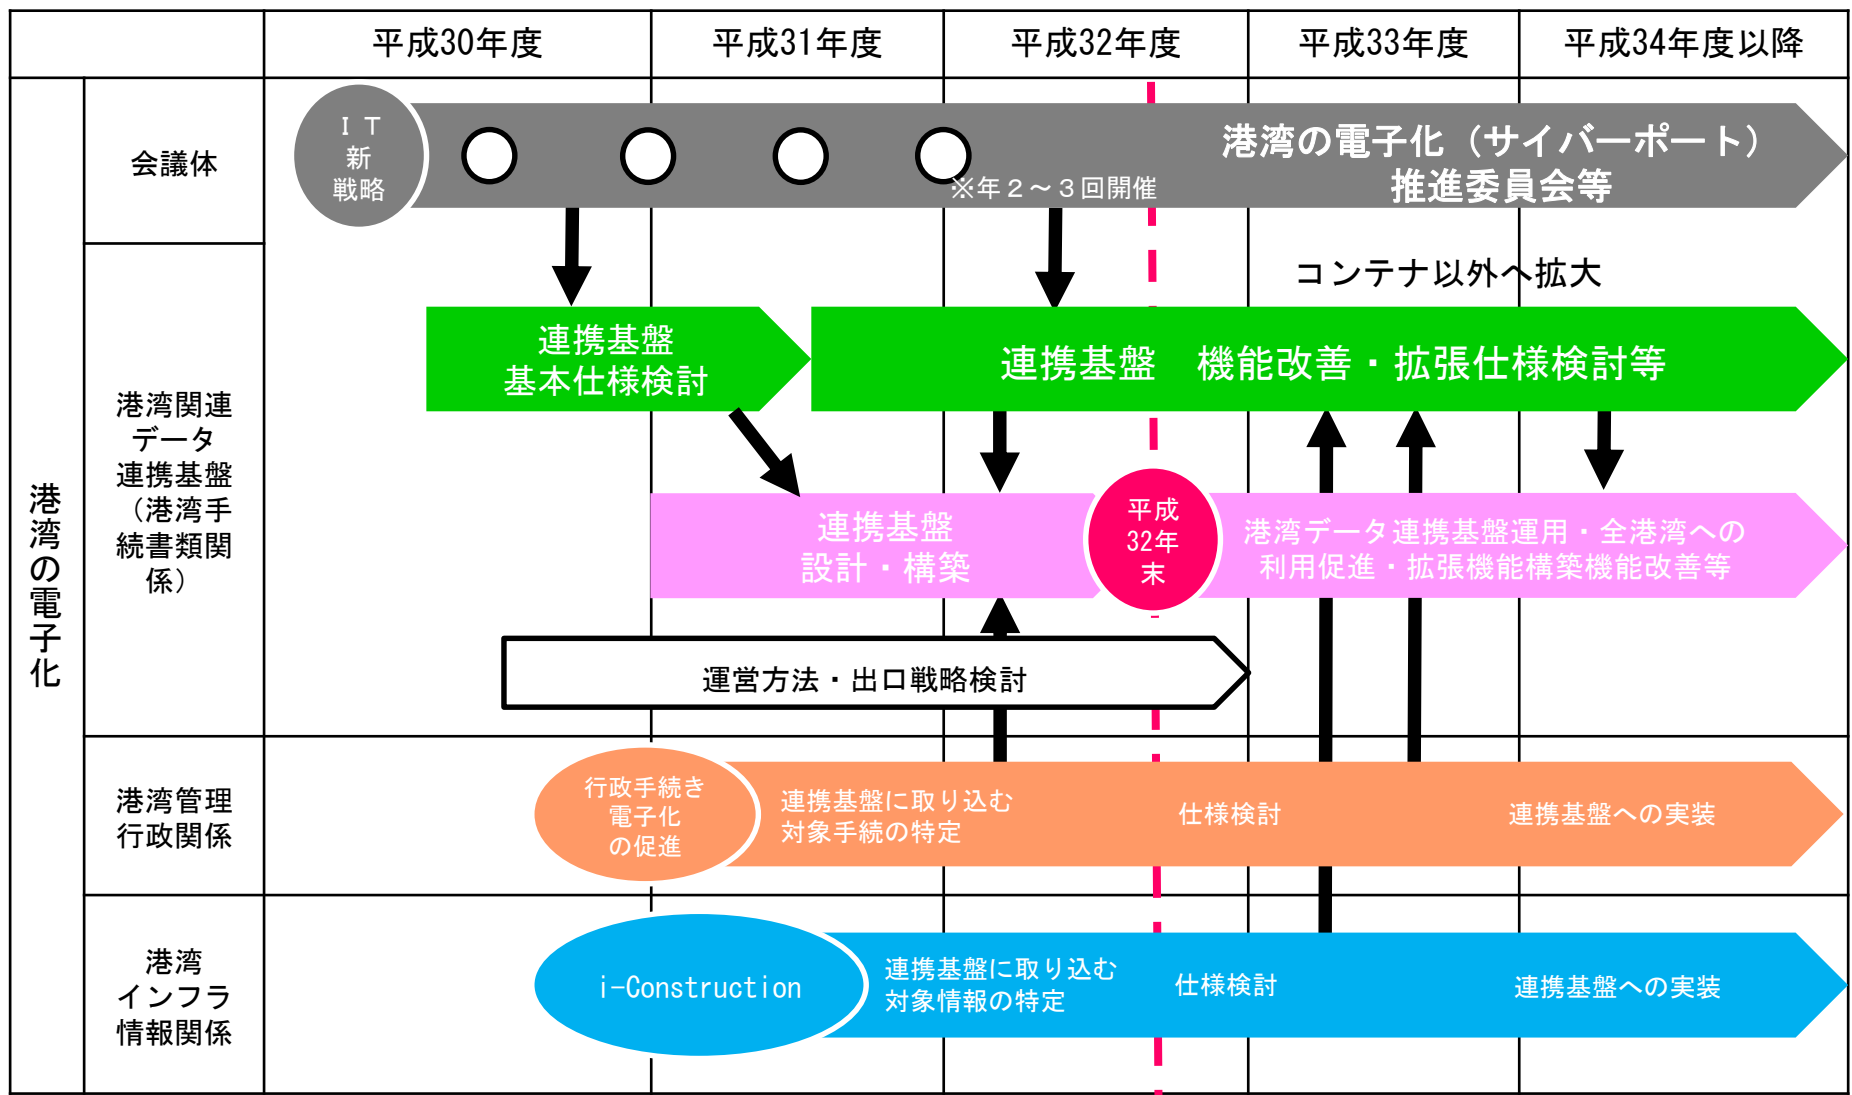 平成30年度
平成31年度
平成32年度
平成33年度
平成34年度以降
港湾の電子化
会議体
ＩＴ
新
戦略
※年２～３回開催
港湾の電子化（サイバーポート）
推進委員会等
港湾関連
データ
連携基盤
（港湾手
続書類関
係）
コンテナ以外へ拡大
連携基盤
基本仕様検討
連携基盤　機能改善・拡張仕様検討等
連携基盤
設計・構築
平成
32年
末
港湾データ連携基盤運用・全港湾への
利用促進・拡張機能構築機能改善等
運営方法・出口戦略検討
港湾管理
行政関係
行政手続き
電子化
の促進
連携基盤に取り込む
対象手続の特定
仕様検討
連携基盤への実装
港湾
インフラ
情報関係
i-Construction
連携基盤に取り込む
対象情報の特定
仕様検討
連携基盤への実装